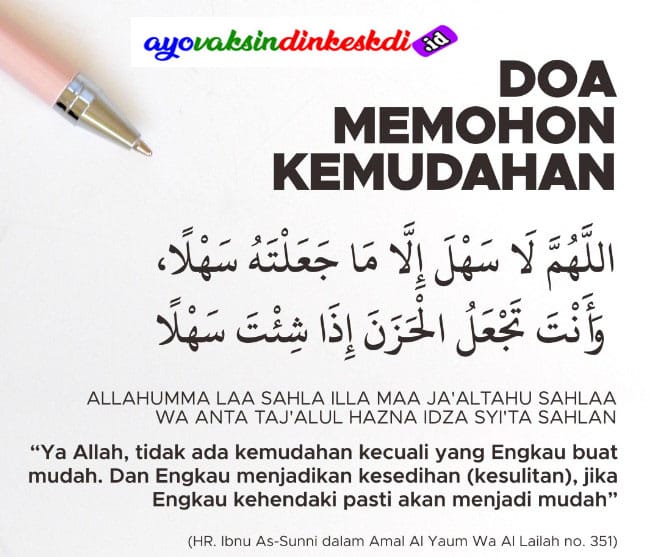 ayovaksindinkeskdi.id
DOA
MEMOHON
KEMUDAHAN
اللَّهُمَّ لَا سَهْلَ إِلَّا مَا جَعَلْتَهُ سَهْلًا،
وَأَنْتَ تَجْعَلُ الْحَزَنَ إِذَا شِئْتَ سَهْلًا
ALLAHUMMA LAA SAHLA ILLA MAA JA'ALTAHU SAHLAA
WA ANTA TAJ'ALUL HAZNA IDZA SYI'TA SAHLAN
“Ya Allah, tidak ada kemudahan kecuali yang Engkau buat
mudah. Dan Engkau menjadikan kesedihan (kesulitan), jika
Engkau kehendaki pasti akan menjadi mudah”
(HR. Ibnu As-Sunni dalam Amal Al Yaum Wa Al Lailah no. 351)